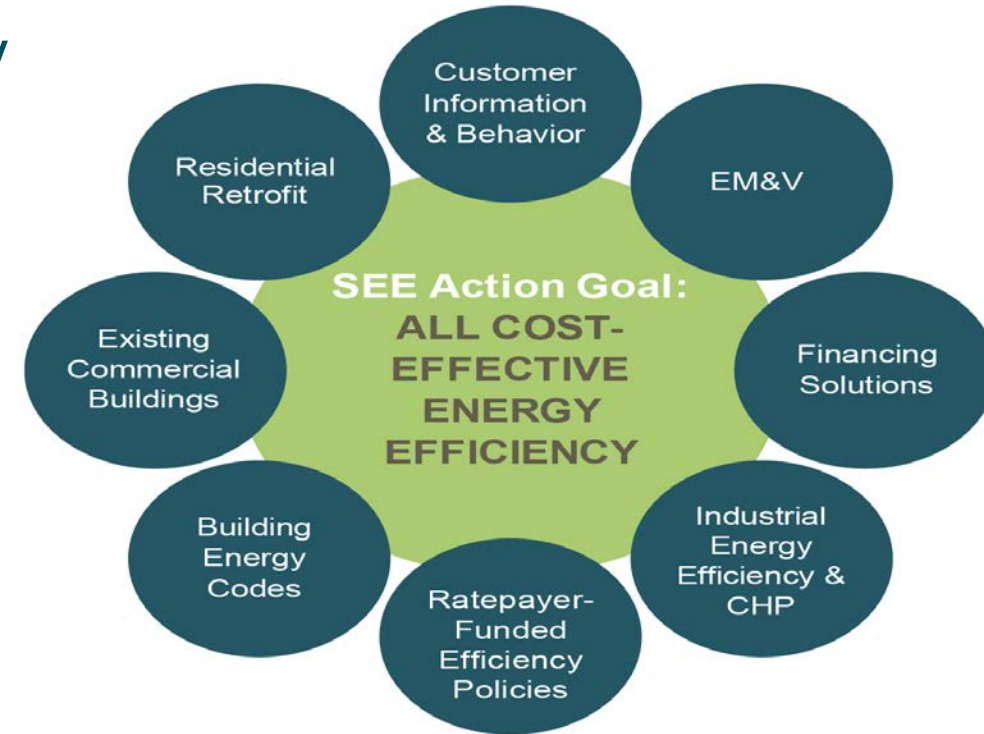 y
Customer
Information
& Behavior
EM&V
Financing
Solutions
Industrial
Energy
Efficiency &
CHP
Ratepayer-
Funded
Efficiency
Policies
Building
Energy
Codes
Existing
Commercial
Buildings
Residential
Retrofit
SEE Action Goal:
ALL COST-
EFFECTIVE
ENERGY
EFFICIENCY